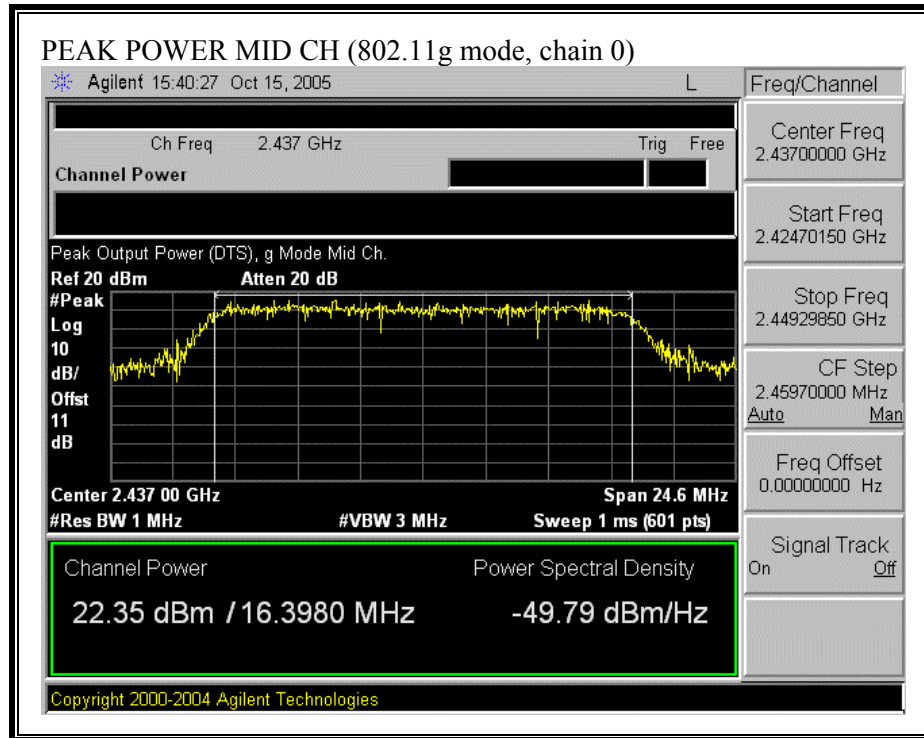 PEAK POWER MID CH (802.11g mode, chain 0)
Agilent 15:40:27 Oct 15, 2005 L
Freq/Channel
Ch Freq 2.437 GHz Trig Free
Channel Power
Center Freq
2.43700000 GHz
Start Freq
2.42470150 GHz
Stop Freq
2.44929850 GHz
CF Step
2.45970000 MHz
Auto Man
Freq Offset
0.00000000 Hz
Signal Track
On Off
Peak Output Power (DTS), g Mode Mid Ch.
Ref 20 dBm Atten 20 dB
#Peak
Log
10
dB/
Offst
11
dB
Center 2.437 00 GHz Span 24.6 MHz
#Res BW 1 MHz #VBW 3 MHz Sweep 1 ms (601 pts)
Channel Power Power Spectral Density
22.35 dBm / 16.3980 MHz -49.79 dBm/Hz
Copyright 2000-2004 Agilent Technologies